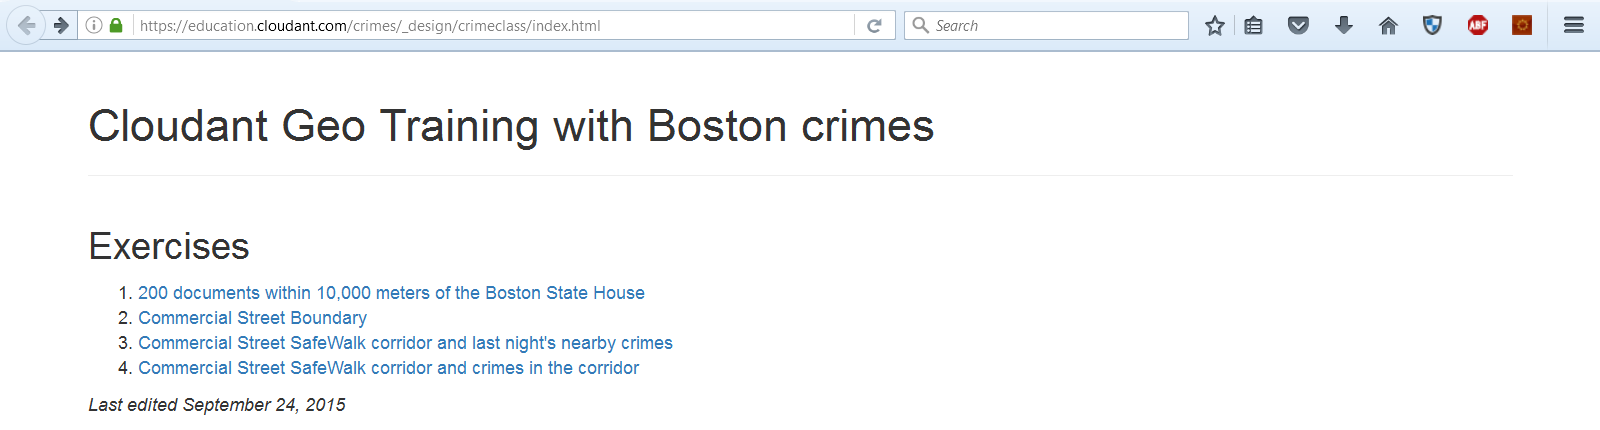 https://education.cloudant.com/crimes/_design/crimeclass/index.html
Search
ABP
Cloudant Geo Training with Boston crimes
Exercises
1. 200 documents within 10,000 meters of the Boston State House
2. Commercial Street Boundary
3. Commercial Street SafeWalk corridor and last night's nearby crimes
4. Commercial Street SafeWalk corridor and crimes in the corridor
Last edited September 24, 2015